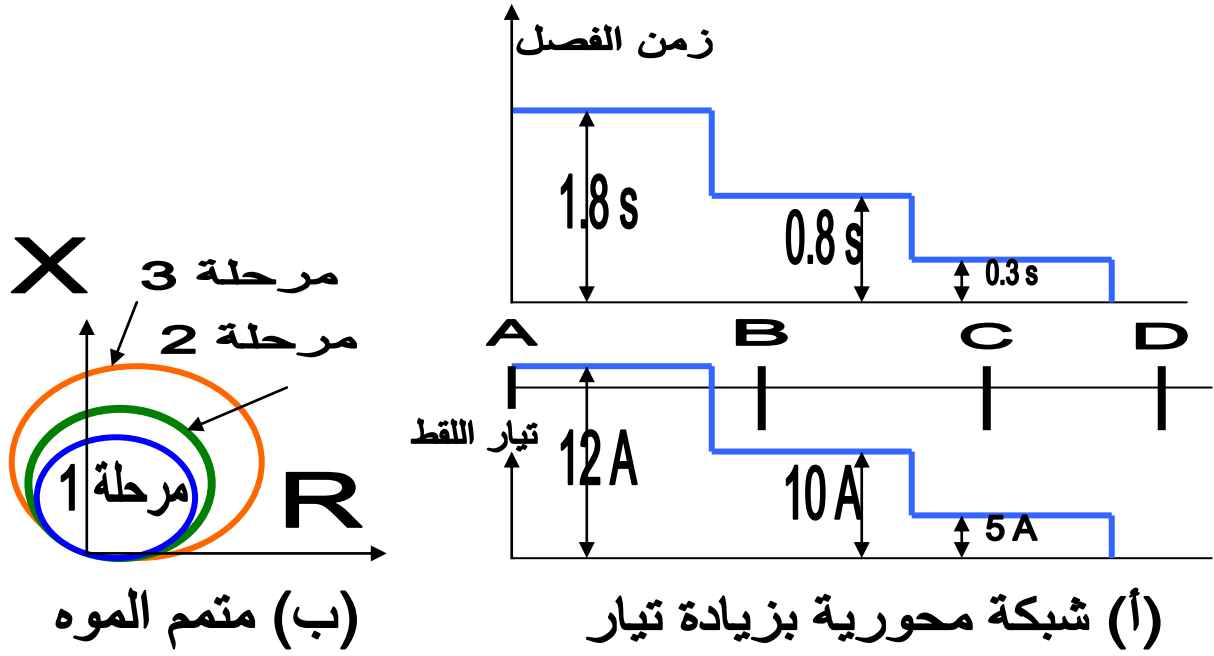 زمن الفصل
1.8 s
0.8 s
0.3 s
X
مرحلة 3
مرحلة 2
مرحلة 1
R
A B C D
تيار اللقط
12 A
10 A
5 A
(أ) شبكة محورية بزيادة تيار
(ب) متمم الموه